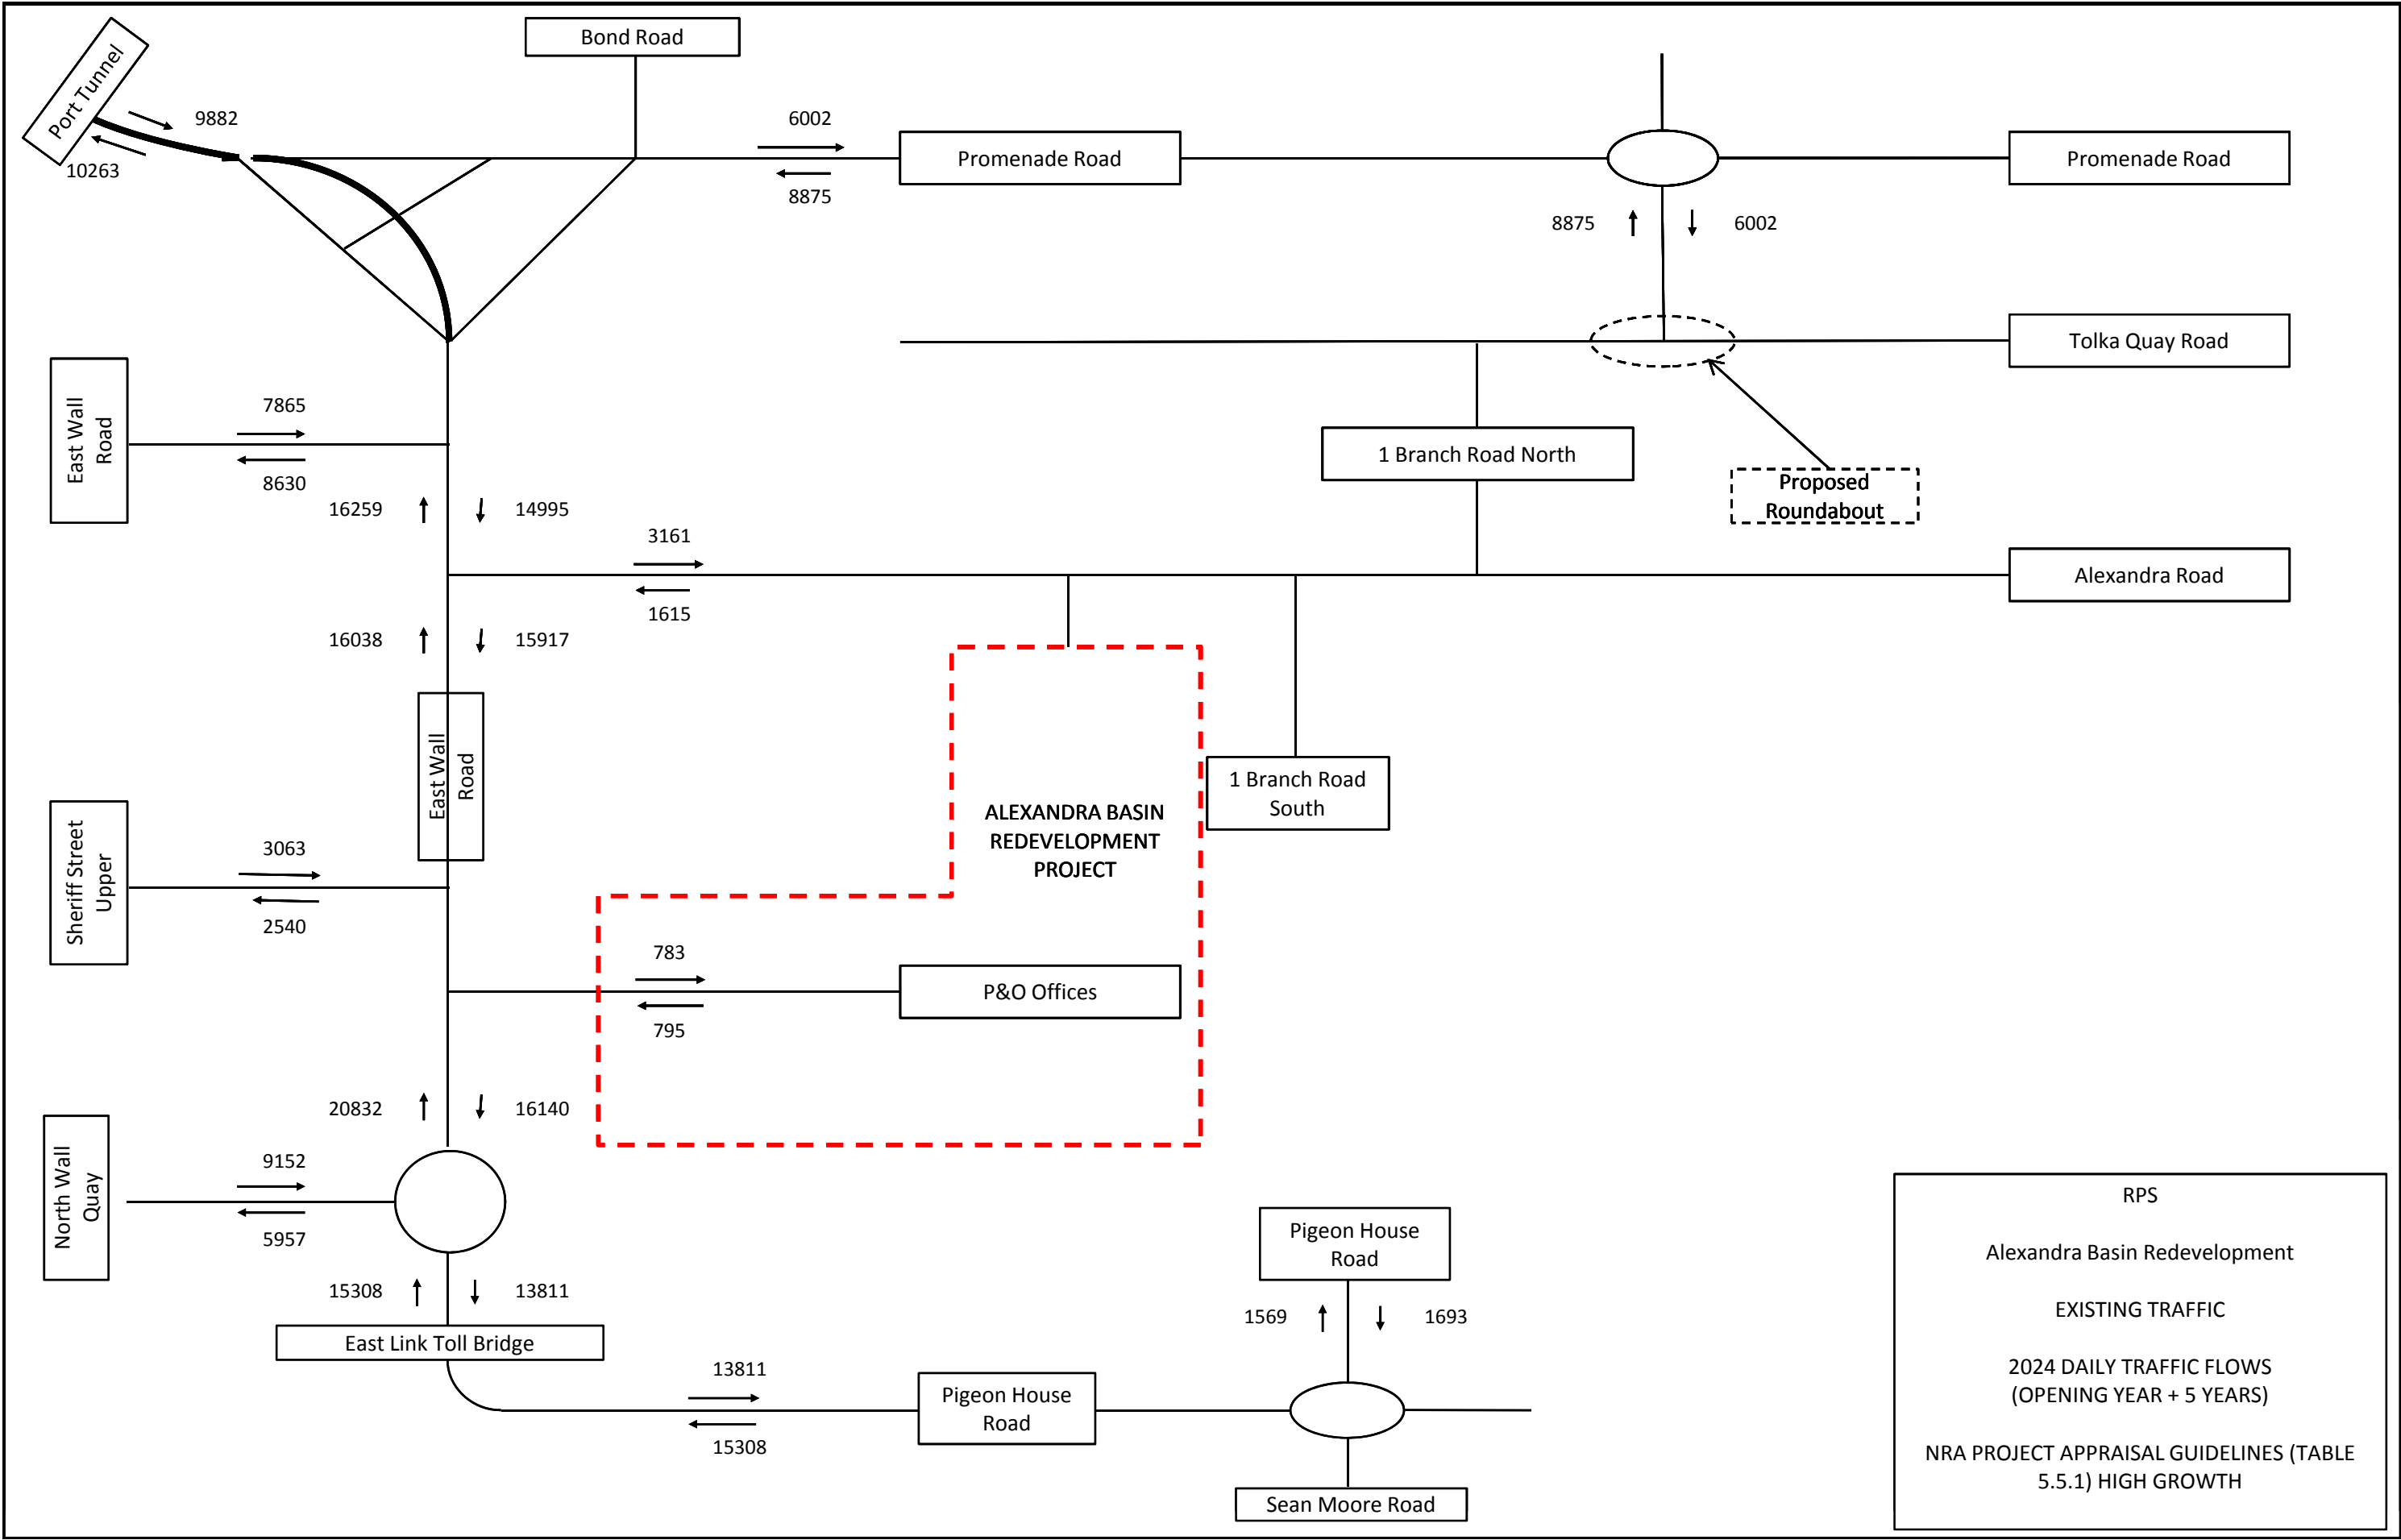 Bond Road
Port Tunnel
9882
10263
6002
8875
Promenade Road
Promenade Road
8875
6002
Tolka Quay Road
East Wall
Road
7865
8630
1 Branch Road North
Proposed
Roundabout
16259
14995
3161
1615
Alexandra Road
16038
15917
East Wall
Road
1 Branch Road
South
ALEXANDRA BASIN
REDEVELOPMENT
PROJECT
Sheriff Street
Upper
3063
2540
783
795
P&O Offices
20832
16140
North Wall
Quay
9152
5957
15308
13811
East Link Toll Bridge
13811
15308
Pigeon House
Road
Pigeon House
Road
1569
1693
Sean Moore Road
RPS
Alexandra Basin Redevelopment
EXISTING TRAFFIC
2024 DAILY TRAFFIC FLOWS
(OPENING YEAR + 5 YEARS)
NRA PROJECT APPRAISAL GUIDELINES (TABLE
5.5.1) HIGH GROWTH